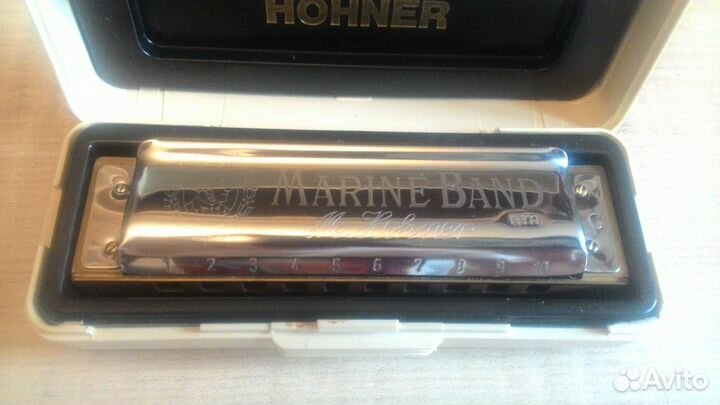 HOHNER
MARINE BAND
M. Hohner
C
1 2 3 4 5 6 7 8 9 10
Avito